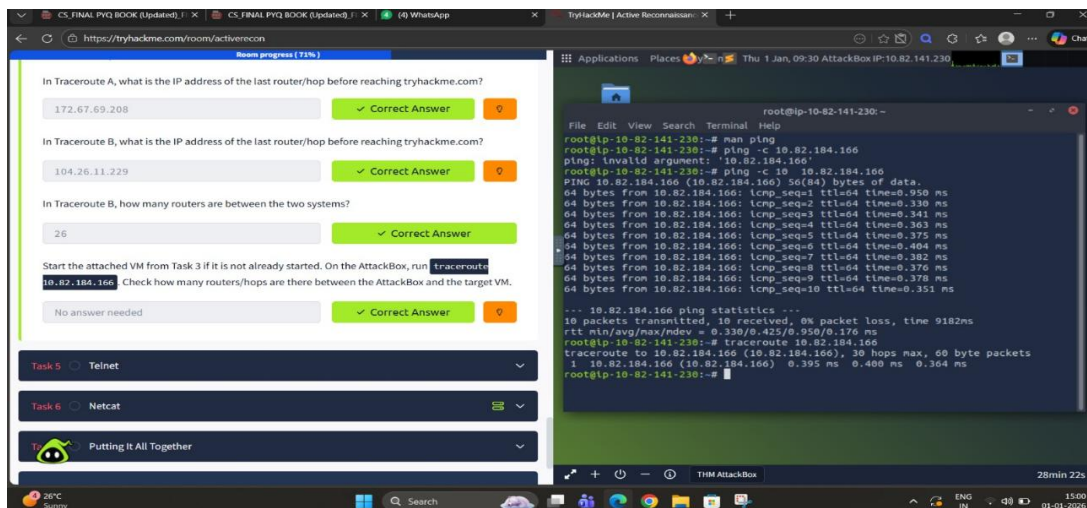 CS_FINAL PYQ BOOK (Updated)_FI
CS_FINAL PYQ BOOK (Updated)_FI
(4) WhatsApp
TryHackMe | Active Reconnaissanc
https://tryhackme.com/room/activerecon
Cha
Room progress ( 71% )
In Traceroute A, what is the IP address of the last router/hop before reaching tryhackme.com?
172.67.69.208
✓ Correct Answer
In Traceroute B, what is the IP address of the last router/hop before reaching tryhackme.com?
104.26.11.229
✓ Correct Answer
In Traceroute B, how many routers are between the two systems?
26
✓ Correct Answer
Start the attached VM from Task 3 if it is not already started. On the AttackBox, run traceroute
10.82.184.166 . Check how many routers/hops are there between the AttackBox and the target VM.
No answer needed
✓ Correct Answer
Task 5 Telnet
Task 6 Netcat
Putting It All Together
Applications Places Thu 1 Jan, 09:30 AttackBox IP:10.82.141.230
root@ip-10-82-141-230: ~
File Edit View Search Terminal Help
root@ip-10-82-141-230:~# man ping
root@ip-10-82-141-230:~# ping -c 10.82.184.166
ping: invalid argument: '10.82.184.166'
root@ip-10-82-141-230:~# ping -c 10 10.82.184.166
PING 10.82.184.166 (10.82.184.166) 56(84) bytes of data.
64 bytes from 10.82.184.166: icmp_seq=1 ttl=64 time=0.950 ms
64 bytes from 10.82.184.166: icmp_seq=2 ttl=64 time=0.330 ms
64 bytes from 10.82.184.166: icmp_seq=3 ttl=64 time=0.341 ms
64 bytes from 10.82.184.166: icmp_seq=4 ttl=64 time=0.363 ms
64 bytes from 10.82.184.166: icmp_seq=5 ttl=64 time=0.375 ms
64 bytes from 10.82.184.166: icmp_seq=6 ttl=64 time=0.404 ms
64 bytes from 10.82.184.166: icmp_seq=7 ttl=64 time=0.382 ms
64 bytes from 10.82.184.166: icmp_seq=8 ttl=64 time=0.376 ms
64 bytes from 10.82.184.166: icmp_seq=9 ttl=64 time=0.378 ms
64 bytes from 10.82.184.166: icmp_seq=10 ttl=64 time=0.351 ms
--- 10.82.184.166 ping statistics ---
10 packets transmitted, 10 received, 0% packet loss, time 9182ms
rtt min/avg/max/mdev = 0.330/0.425/0.950/0.176 ms
root@ip-10-82-141-230:~# traceroute 10.82.184.166
traceroute to 10.82.184.166 (10.82.184.166), 30 hops max, 60 byte packets
1 10.82.184.166 (10.82.184.166) 0.395 ms 0.400 ms 0.364 ms
root@ip-10-82-141-230:~#
THM AttackBox
28min 22s
4
26°C
Sunny
Search
ENG
IN
15:00
01-01-2026